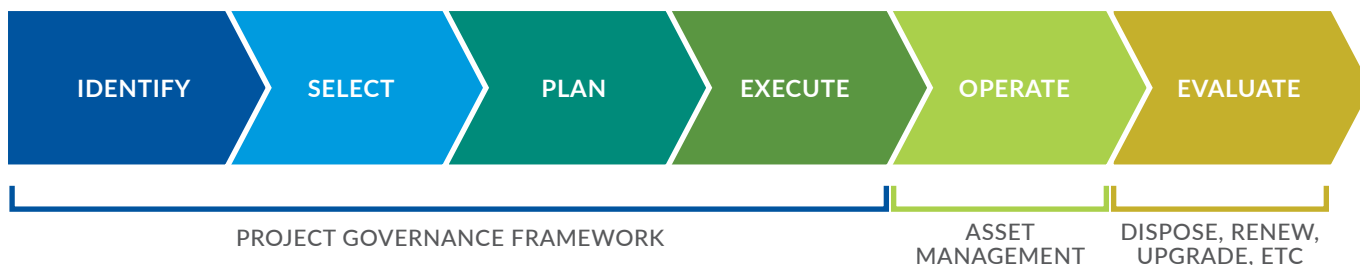 IDENTIFY
SELECT
PLAN
EXECUTE
OPERATE
EVALUATE
PROJECT GOVERNANCE FRAMEWORK
ASSET
MANAGEMENT
DISPOSE, RENEW,
UPGRADE, ETC